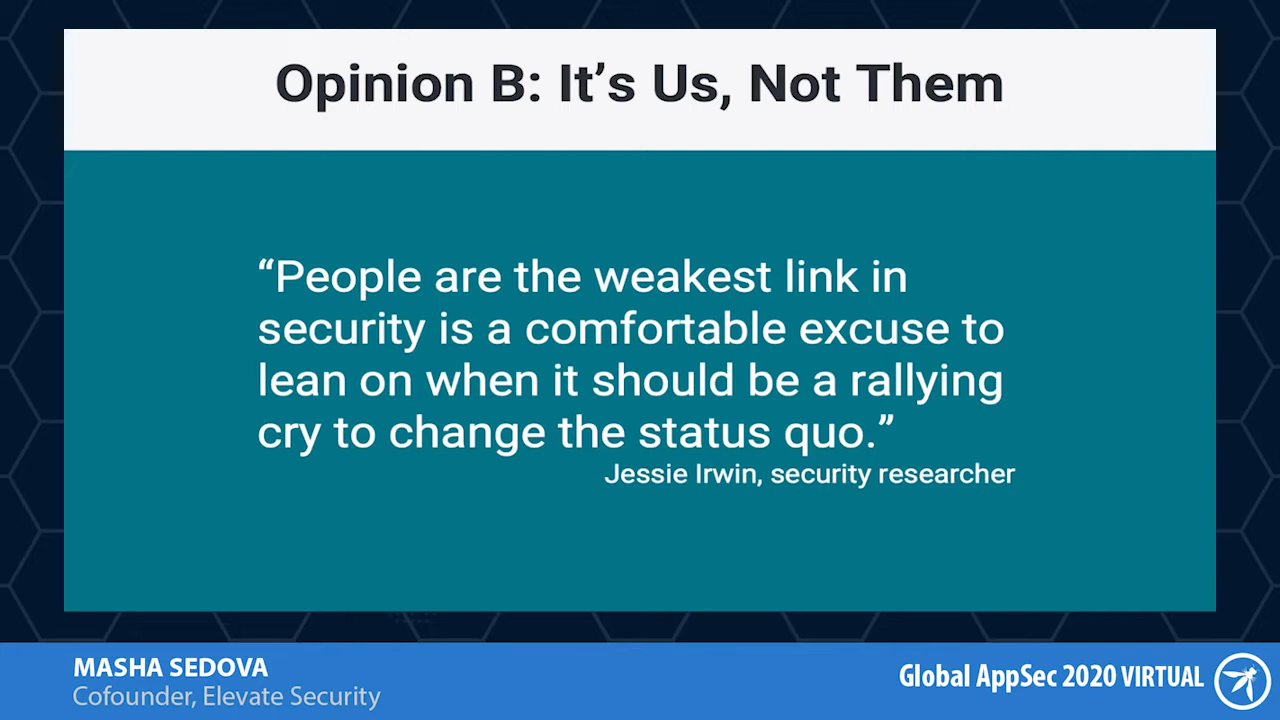 Opinion B: It’s Us, Not Them
“People are the weakest link in
security is a comfortable excuse to
lean on when it should be a rallying
cry to change the status quo.”
Jessie Irwin, security researcher
MASHA SEDOVA
Cofounder, Elevate Security
Global AppSec 2020 VIRTUAL